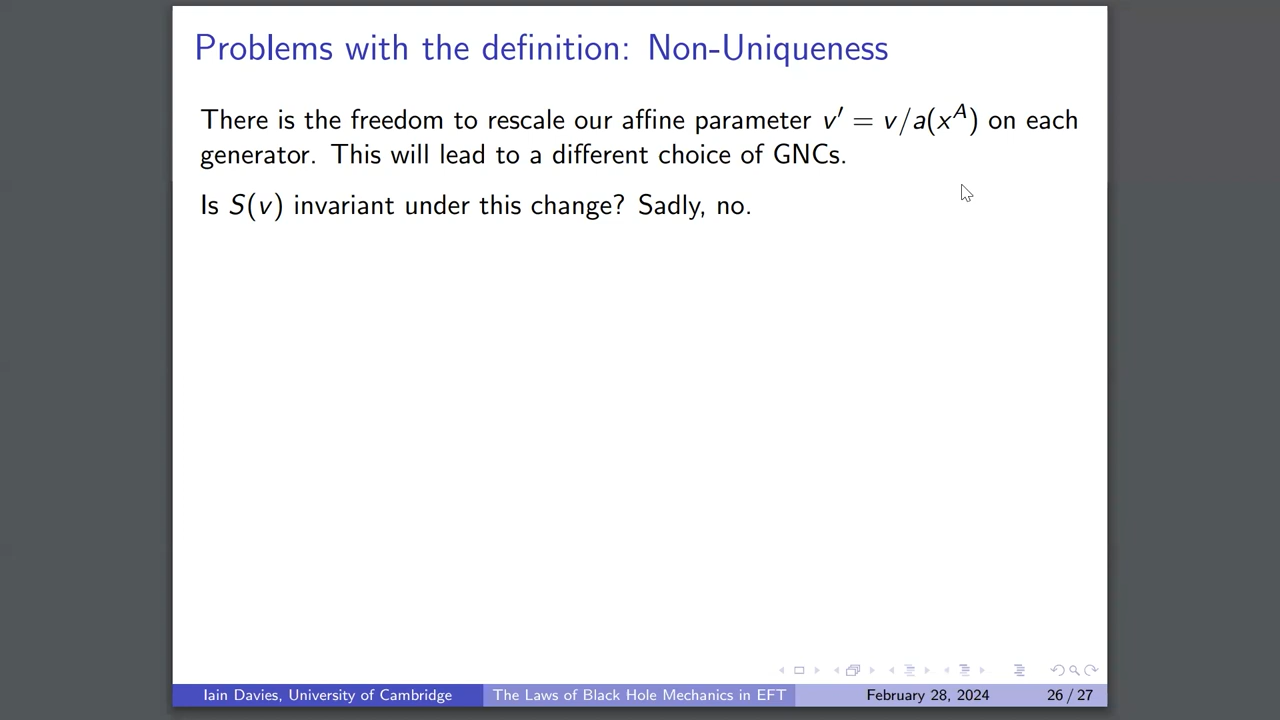 Problems with the definition: Non-Uniqueness
There is the freedom to rescale our affine parameter v′ = v/a(x^A) on each
generator. This will lead to a different choice of GNCs.
Is S(v) invariant under this change? Sadly, no.
Iain Davies, University of Cambridge
The Laws of Black Hole Mechanics in EFT
February 28, 2024
26 / 27